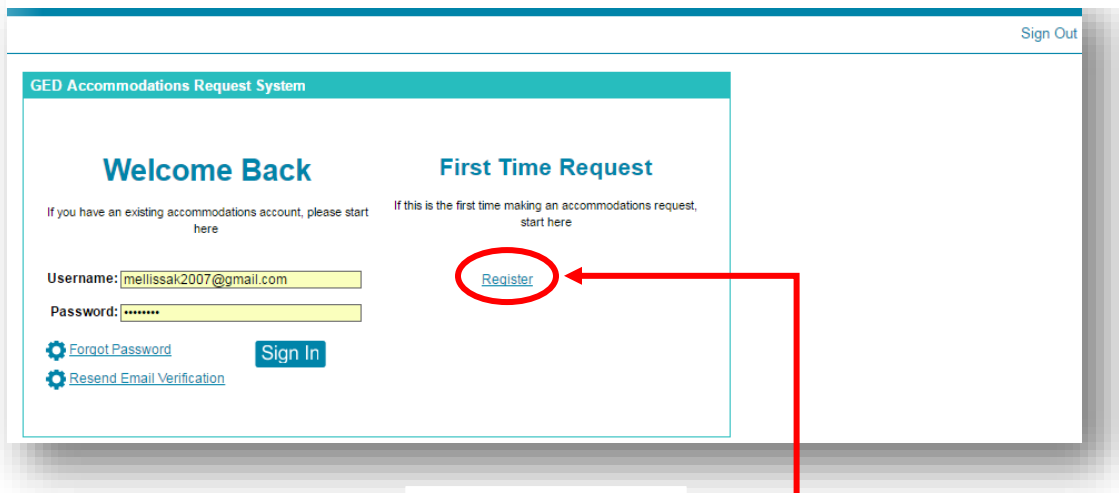 Sign Out
GED Accommodations Request System
Welcome Back
If you have an existing accommodations account, please start
here
Username: mellissak2007@gmail.com
Password: ••••••••
Forgot Password
Sign In
Resend Email Verification
First Time Request
If this is the first time making an accommodations request,
start here
Register